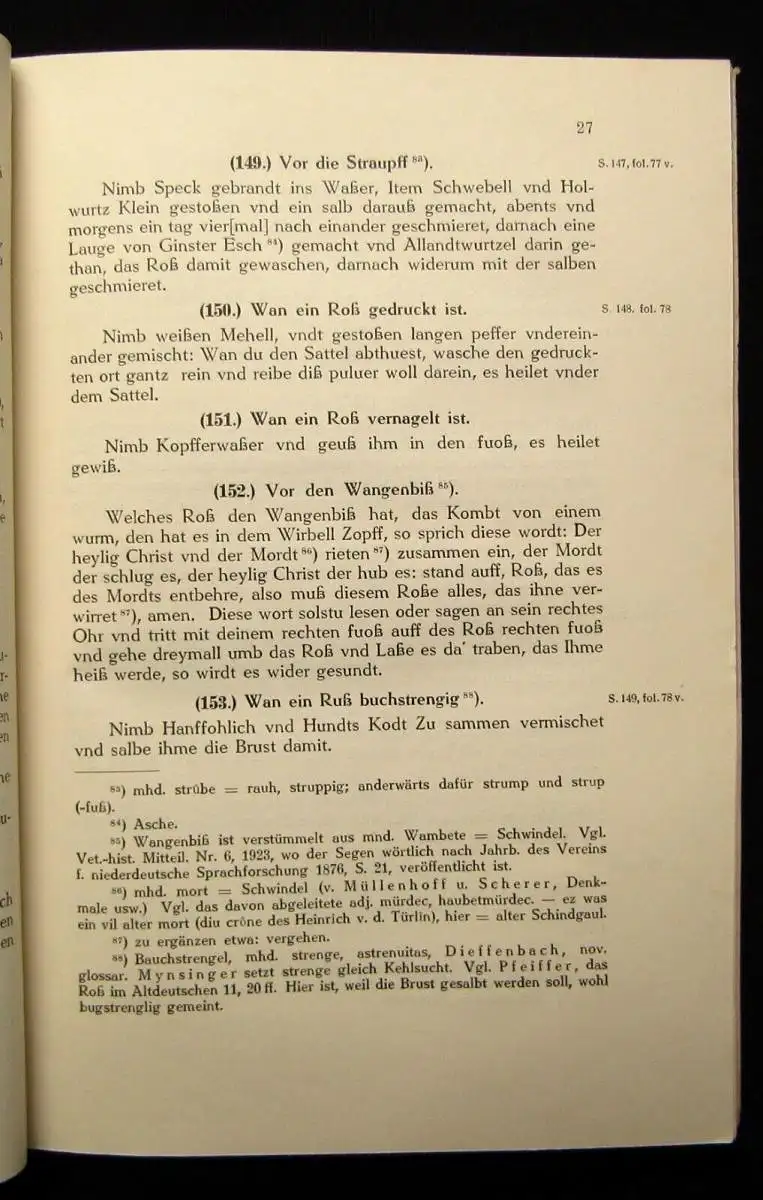 27
(149.) Vor die Straupff ⁸³).
S. 147, fol. 77 v.
Nimb Speck gebrandt ins Waßer, Item Schwebell vnd Hol-
wurtz Klein gestoßen vnd ein salb darauß gemacht, abents vnd
morgens ein tag vier[mal] nach einander geschmieret, darnach eine
Lauge von Ginster Esch ⁸⁴) gemacht vnd Allandtwurtzel darin ge-
than, das Roß damit gewaschen, darnach widerum mit der salben
geschmieret.
(150.) Wan ein Roß gedruckt ist.
S. 148. fol. 78
Nimb weißen Mehell, vndt gestoßen langen peffer vnderein-
ander gemischt: Wan du den Sattel abthuest, wasche den gedruck-
ten ort gantz rein vnd reibe diß puluer woll darein, es heilet vnder
dem Sattel.
(151.) Wan ein Roß vernagelt ist.
Nimb Kopfferwaßer vnd geuß ihm in den fuoß, es heilet
gewiß.
(152.) Vor den Wangenbiß ⁸⁵).
Welches Roß den Wangenbiß hat, das Kombt von einem
wurm, den hat es in dem Wirbell Zopff, so sprich diese wordt: Der
heylig Christ vnd der Mordt ⁸⁶) rieten ⁸⁷) zusammen ein, der Mordt
der schlug es, der heylig Christ der hub es: stand auff, Roß, das es
des Mordts entbehre, also muß diesem Roße alles, das ihne ver-
wirret ⁸⁷), amen. Diese wort solstu lesen oder sagen an sein rechtes
Ohr vnd tritt mit deinem rechten fuoß auff des Roß rechten fuoß
vnd gehe dreymall umb das Roß vnd Laße es da' traben, das Ihme
heiß werde, so wirdt es wider gesundt.
(153.) Wan ein Ruß buchstrengig ⁸⁸).
S. 149, fol. 78 v.
Nimb Hanffohlich vnd Hundts Kodt Zu sammen vermischet
vnd salbe ihme die Brust damit.
⁸³) mhd. strûbe = rauh, struppig; anderwärts dafür strump und strup
(-fuß).
⁸⁴) Asche.
⁸⁵) Wangenbiß ist verstümmelt aus mnd. Wambete = Schwindel. Vgl.
Vet.-hist. Mitteil. Nr. 6, 1923, wo der Segen wörtlich nach Jahrb. des Vereins
f. niederdeutsche Sprachforschung 1876, S. 21, veröffentlicht ist.
⁸⁶) mhd. mort = Schwindel (v. Müllenhoff u. Scherer, Denk-
male usw.) Vgl. das davon abgeleitete adj. mürdec, haubetmürdec. — ez was
ein vil alter mort (diu crône des Heinrich v. d. Türlin), hier = alter Schindgaul.
⁸⁷) zu ergänzen etwa: vergehen.
⁸⁸) Bauchstrengel, mhd. strenge, astrenuitas, Dieffenbach, nov.
glossar. Mynsinger setzt strenge gleich Kehlsucht. Vgl. Pfeiffer, das
Roß im Altdeutschen 11, 20 ff. Hier ist, weil die Brust gesalbt werden soll, wohl
bugstrenglig gemeint.